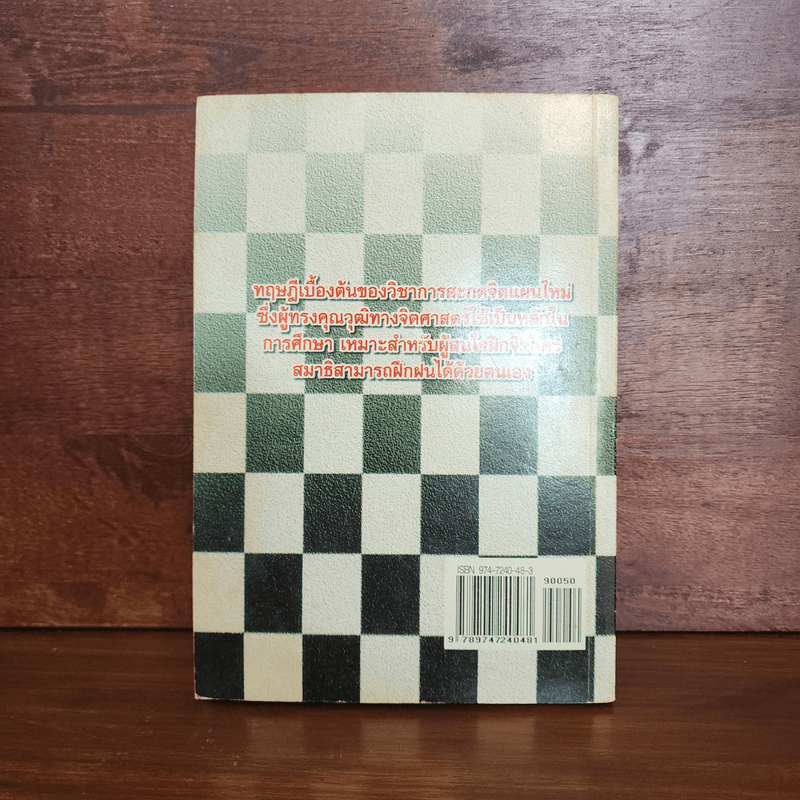 ทฤษฎีเบื้องต้นของวิชาการสะกดจิตแผนใหม่
ซึ่งผู้ทรงคุณวุฒิทางจิตศาสตร์ใช้เป็นหลักใน
การศึกษา เหมาะสำหรับผู้สนใจฝึก
สมาธิสามารถฝึกฝนได้ด้วยตนเอง
ISBN 974-7240-48-3
90050
9 789747 240481